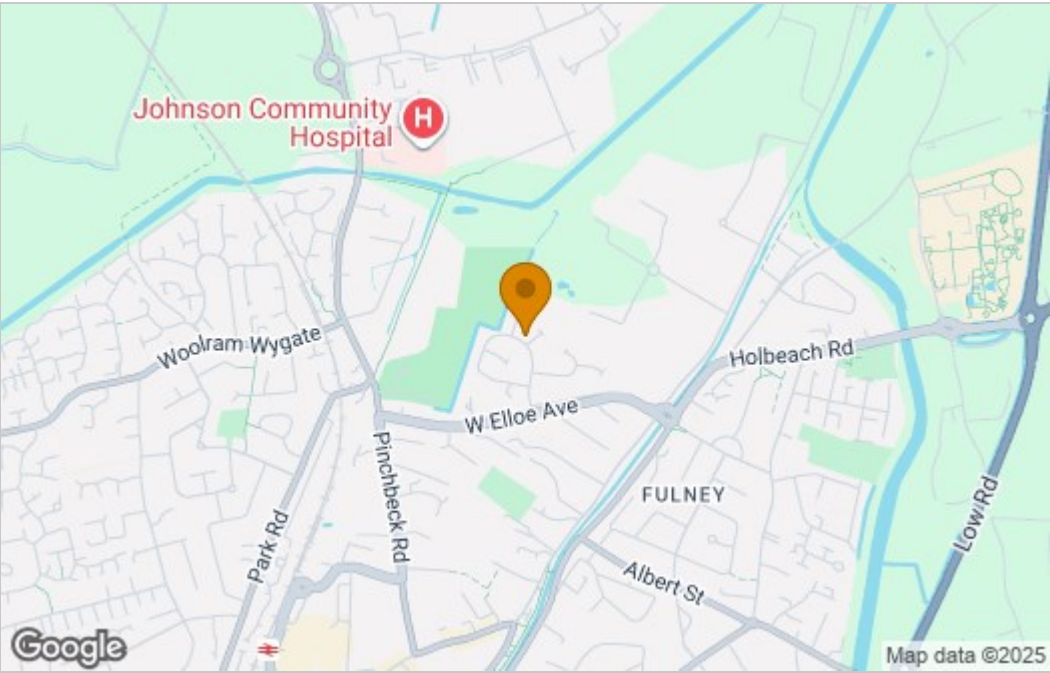 Johnson Community
Hospital
H
Woolram Wygate
Holbeach Rd
W Elloe Ave
Pinchbeck Rd
FULNEY
Park Rd
Low Rd
Albert St
Google
Map data ©2025